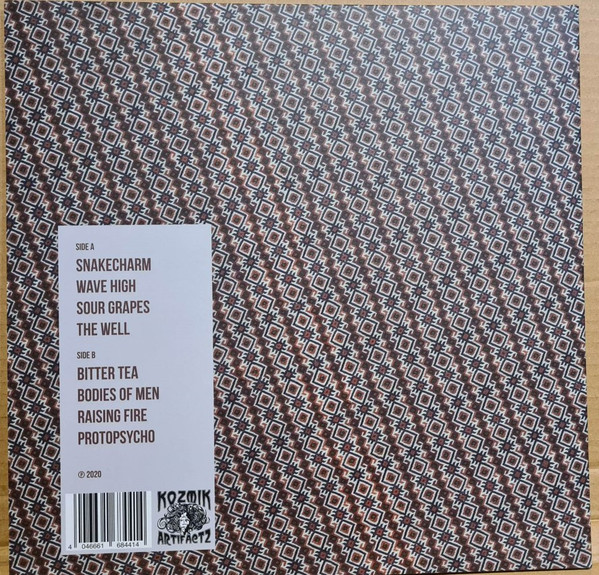 SIDE A
SNAKECHARM
WAVE HIGH
SOUR GRAPES
THE WELL
SIDE B
BITTER TEA
BODIES OF MEN
RAISING FIRE
PROTOPSYCHO
℗ 2020
KOZMIK
ARTIFACTZ
4 046661 684414